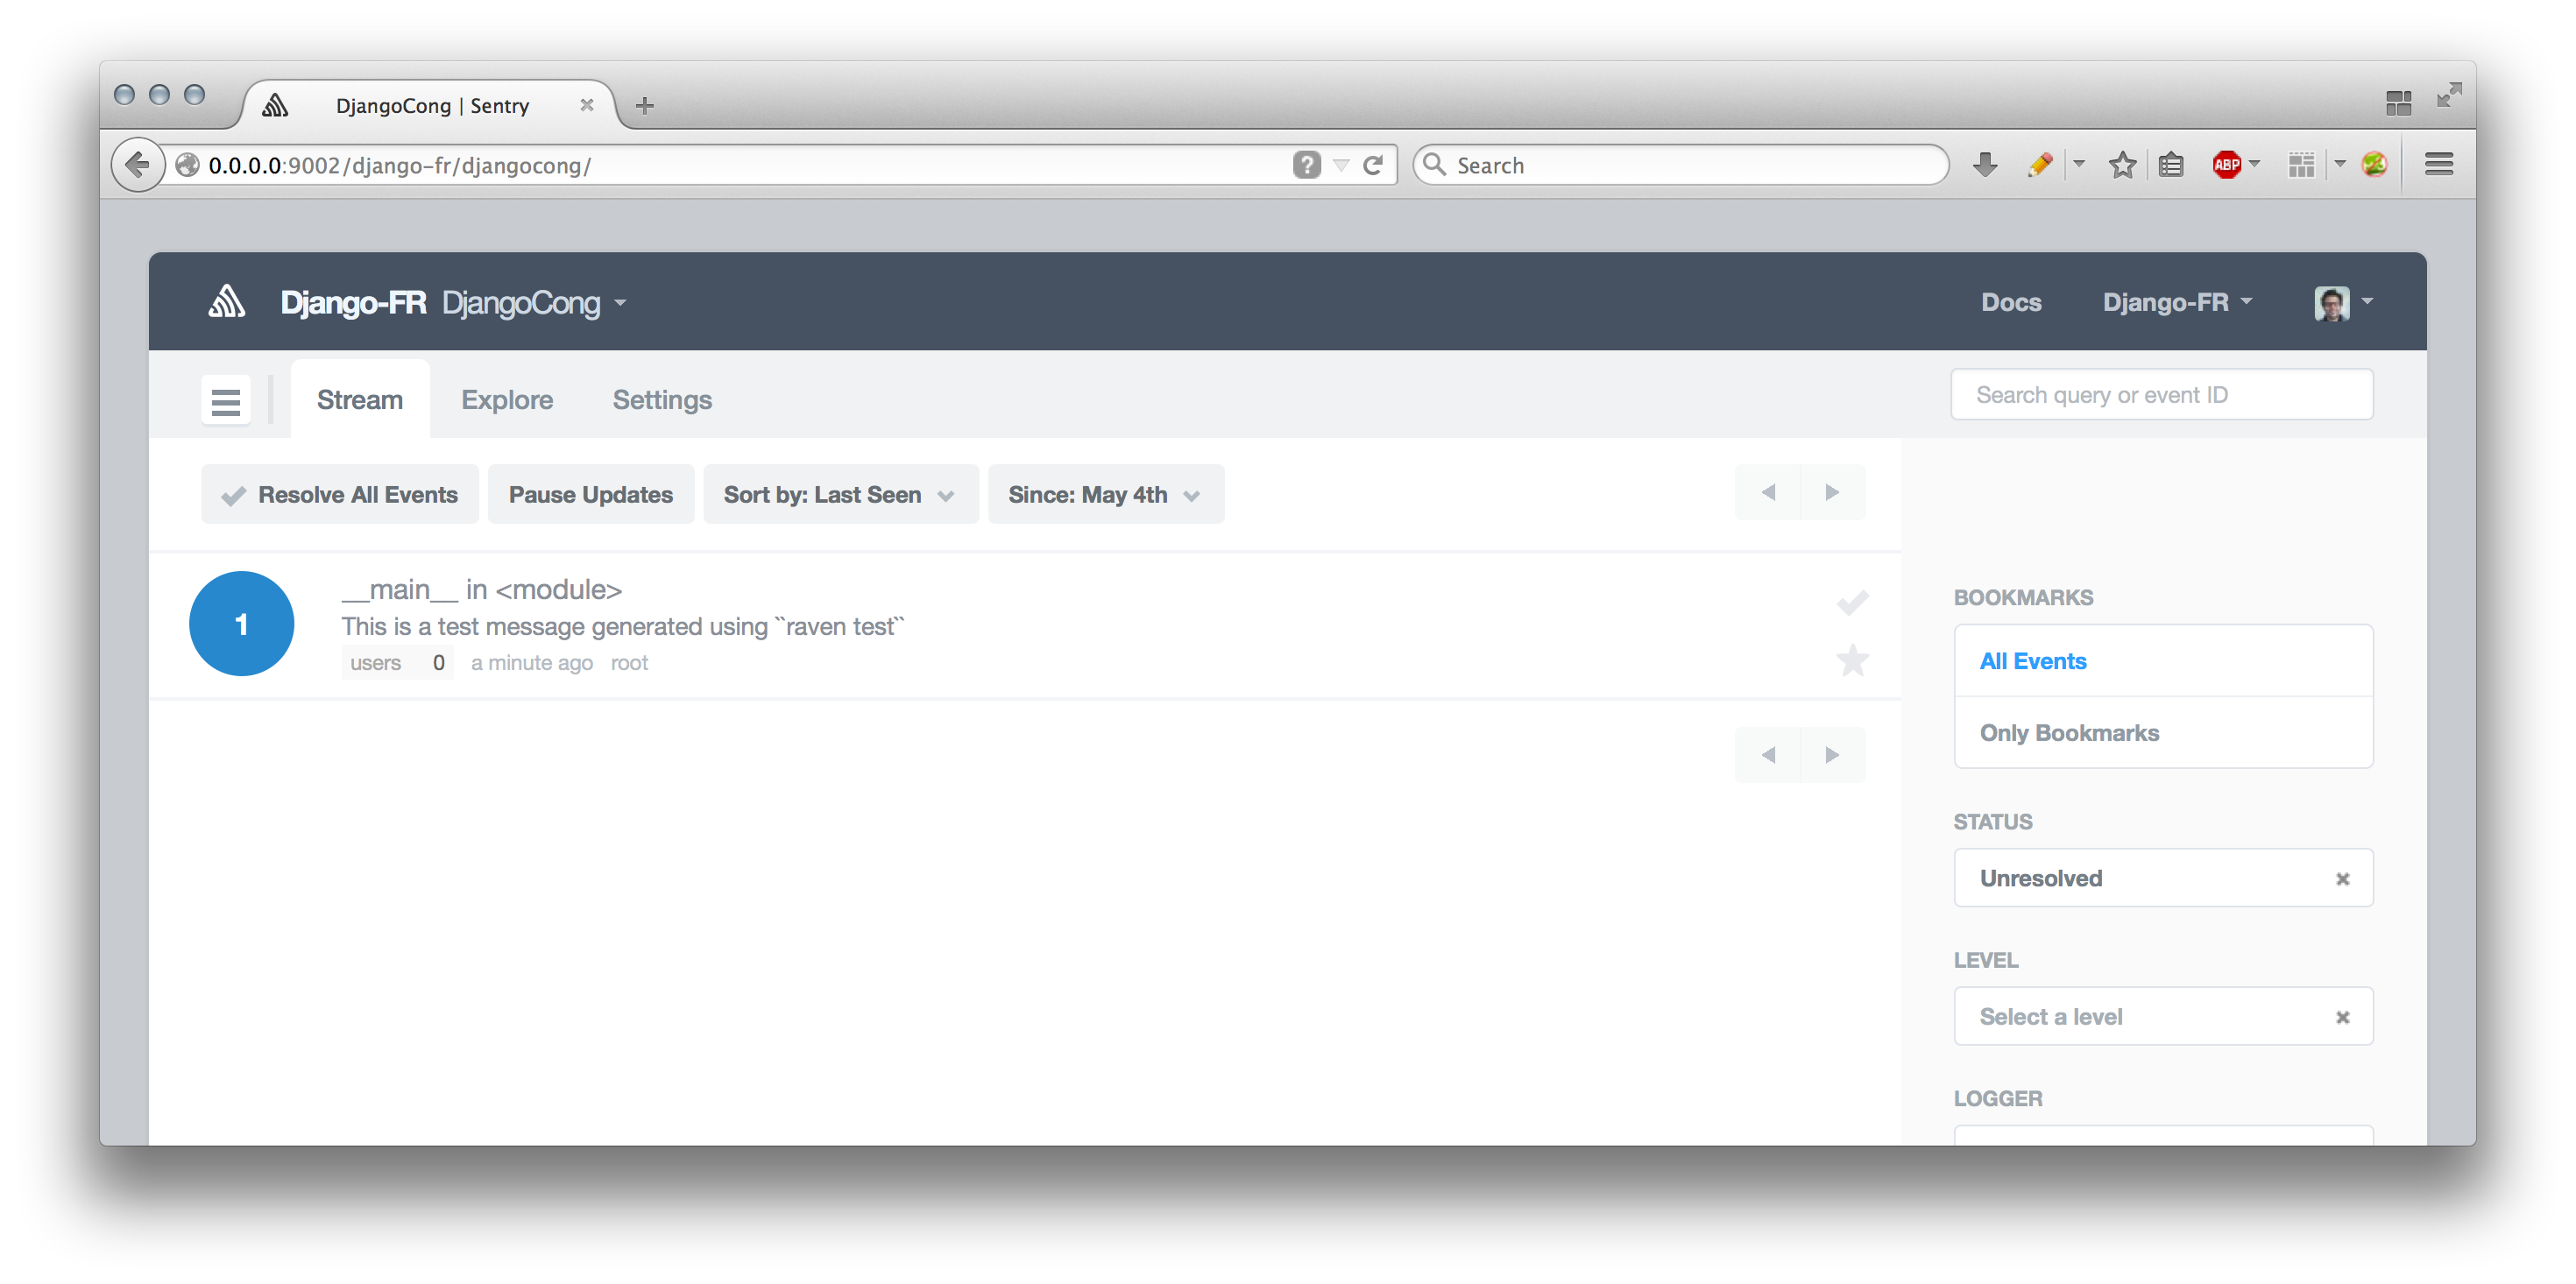 DjangoCong | Sentry
0.0.0.0:9002/django-fr/djangocong/
?
Search
ABP
Django-FR DjangoCong
Docs
Django-FR
Stream
Explore
Settings
Search query or event ID
Resolve All Events
Pause Updates
Sort by: Last Seen
Since: May 4th
1
__main__ in <module>
This is a test message generated using ``raven test``
users 0 a minute ago root
BOOKMARKS
All Events
Only Bookmarks
STATUS
Unresolved
LEVEL
Select a level
LOGGER